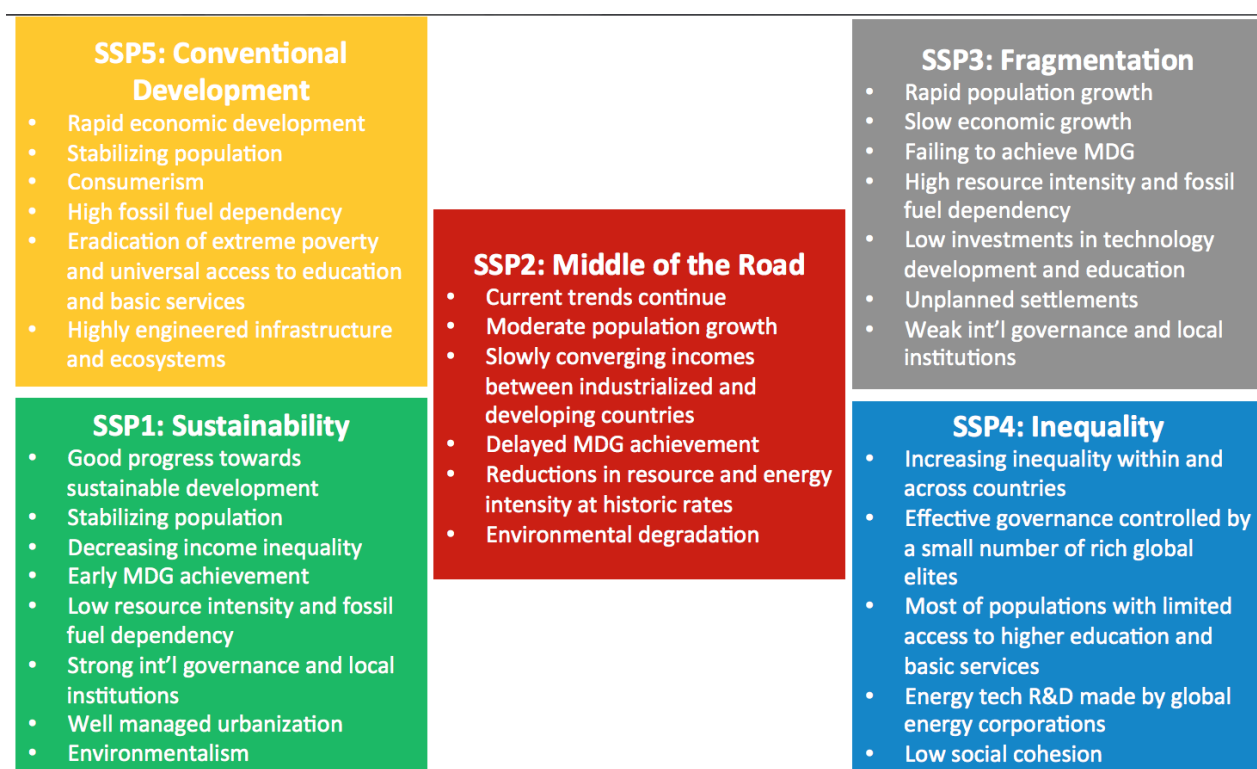 SSP5: Conventional
Development
• Rapid economic development
• Stabilizing population
• Consumerism
• High fossil fuel dependency
• Eradication of extreme poverty
and universal access to education
and basic services
• Highly engineered infrastructure
and ecosystems
SSP3: Fragmentation
• Rapid population growth
• Slow economic growth
• Failing to achieve MDG
• High resource intensity and fossil
fuel dependency
• Low investments in technology
development and education
• Unplanned settlements
• Weak int'l governance and local
institutions
SSP2: Middle of the Road
• Current trends continue
• Moderate population growth
• Slowly converging incomes
between industrialized and
developing countries
• Delayed MDG achievement
• Reductions in resource and energy
intensity at historic rates
• Environmental degradation
SSP1: Sustainability
• Good progress towards
sustainable development
• Stabilizing population
• Decreasing income inequality
• Early MDG achievement
• Low resource intensity and fossil
fuel dependency
• Strong int'l governance and local
institutions
• Well managed urbanization
• Environmentalism
SSP4: Inequality
• Increasing inequality within and
across countries
• Effective governance controlled by
a small number of rich global
elites
• Most of populations with limited
access to higher education and
basic services
• Energy tech R&D made by global
energy corporations
• Low social cohesion